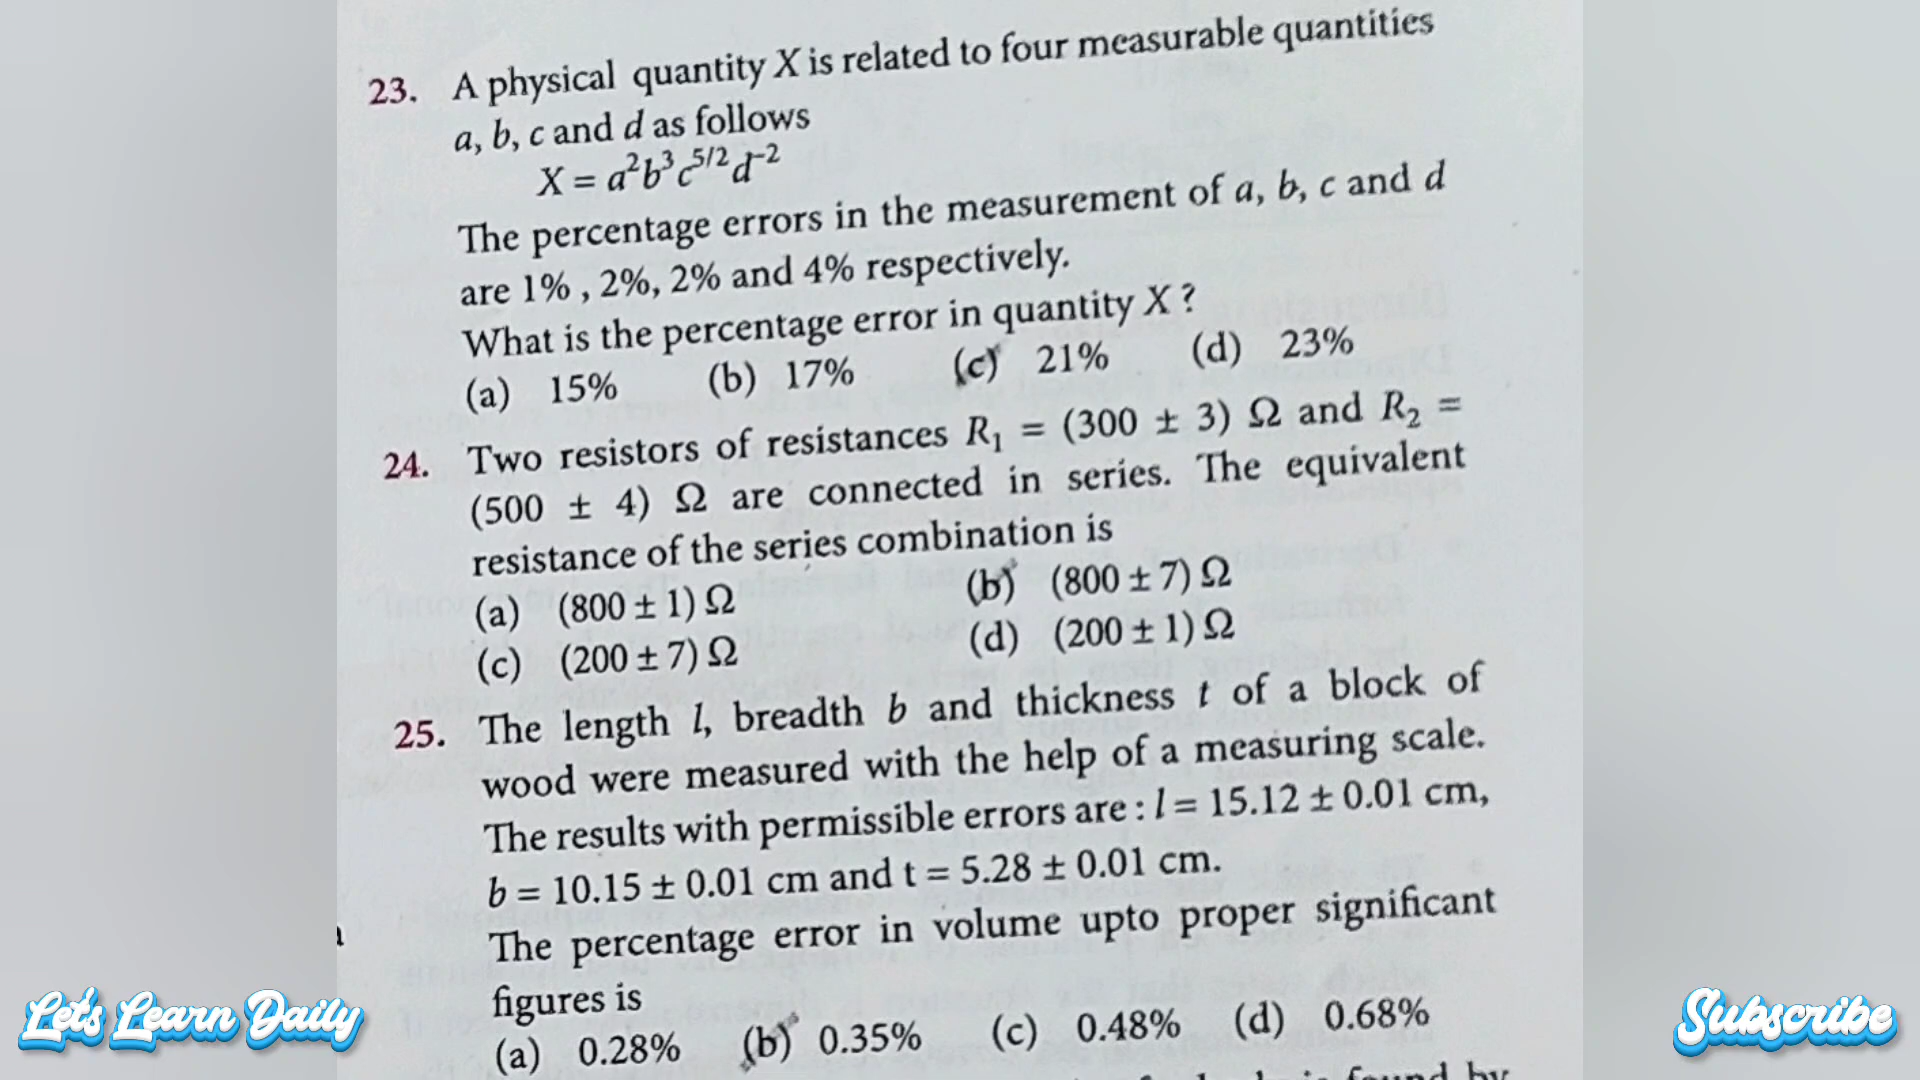 23. A physical quantity X is related to four measurable quantities
a, b, c and d as follows
X = a²b³c^5/2 d^-2
The percentage errors in the measurement of a, b, c and d
are 1% , 2%, 2% and 4% respectively.
What is the percentage error in quantity X ?
(a) 15% (b) 17% (c) 21% (d) 23%
24. Two resistors of resistances R₁ = (300 ± 3) Ω and R₂ =
(500 ± 4) Ω are connected in series. The equivalent
resistance of the series combination is
(a) (800 ± 1) Ω (b) (800 ± 7) Ω
(c) (200 ± 7) Ω (d) (200 ± 1) Ω
25. The length l, breadth b and thickness t of a block of
wood were measured with the help of a measuring scale.
The results with permissible errors are : l = 15.12 ± 0.01 cm,
b = 10.15 ± 0.01 cm and t = 5.28 ± 0.01 cm.
The percentage error in volume upto proper significant
figures is
(a) 0.28% (b) 0.35% (c) 0.48% (d) 0.68%
found by
Lets Learn Daily
Subscribe